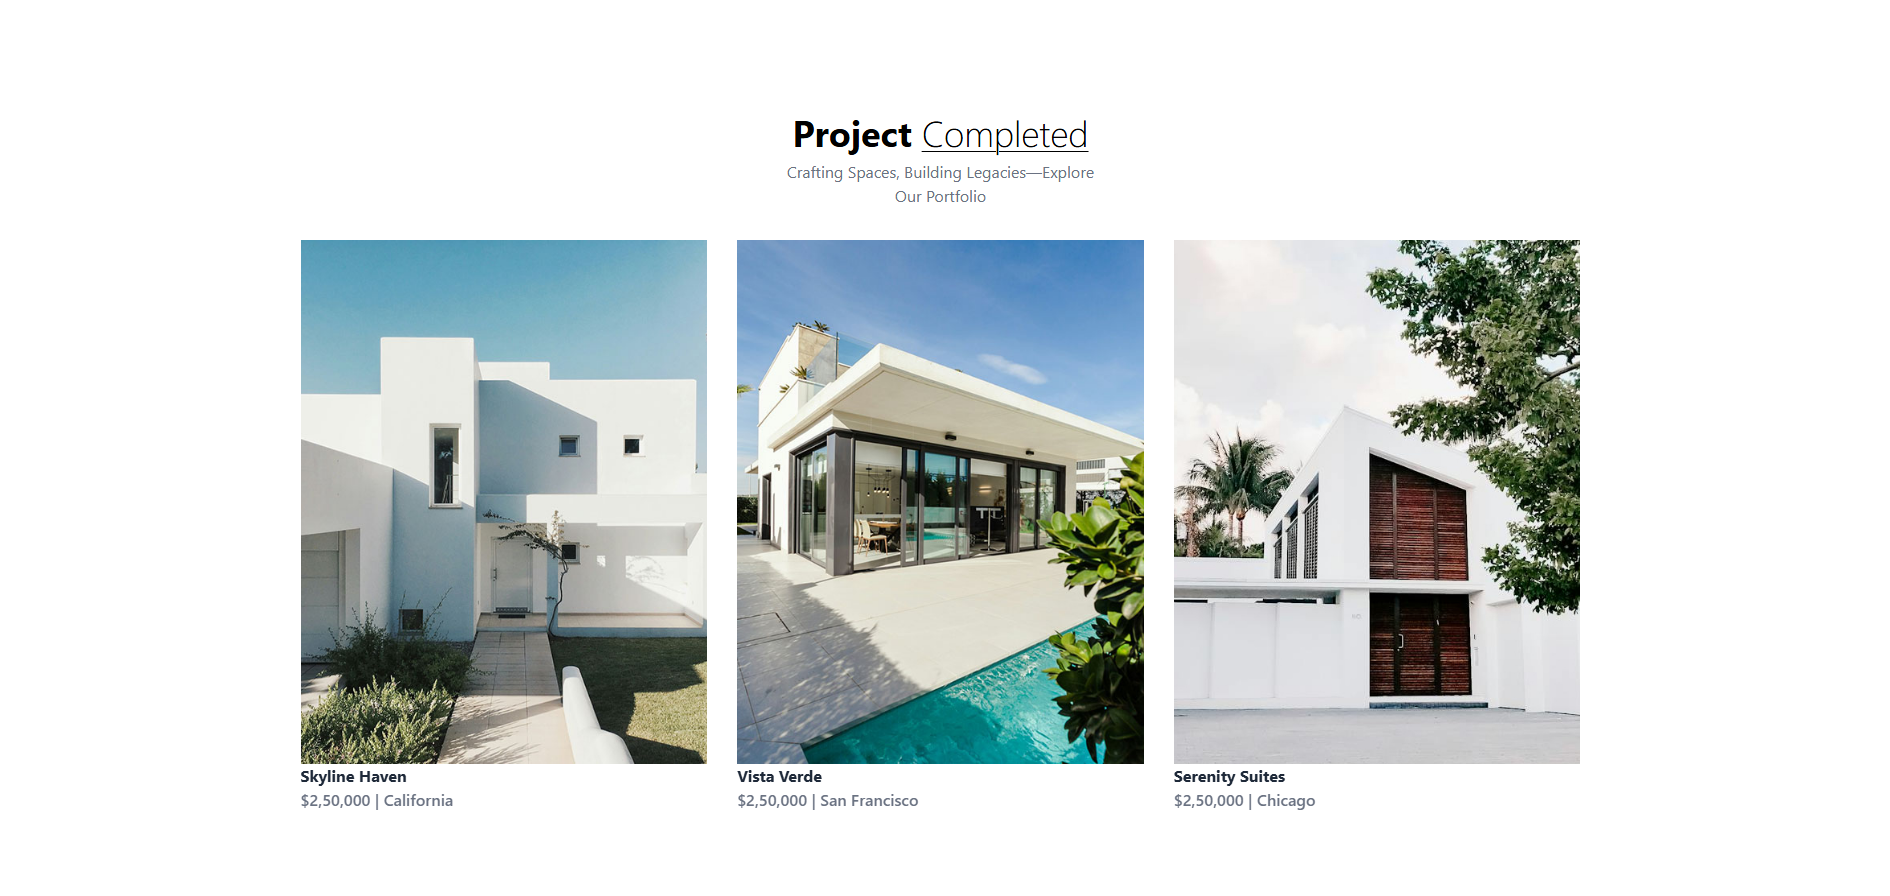 Project Completed
Crafting Spaces, Building Legacies—Explore
Our Portfolio
Skyline Haven
$2,50,000 | California
Vista Verde
$2,50,000 | San Francisco
Serenity Suites
$2,50,000 | Chicago